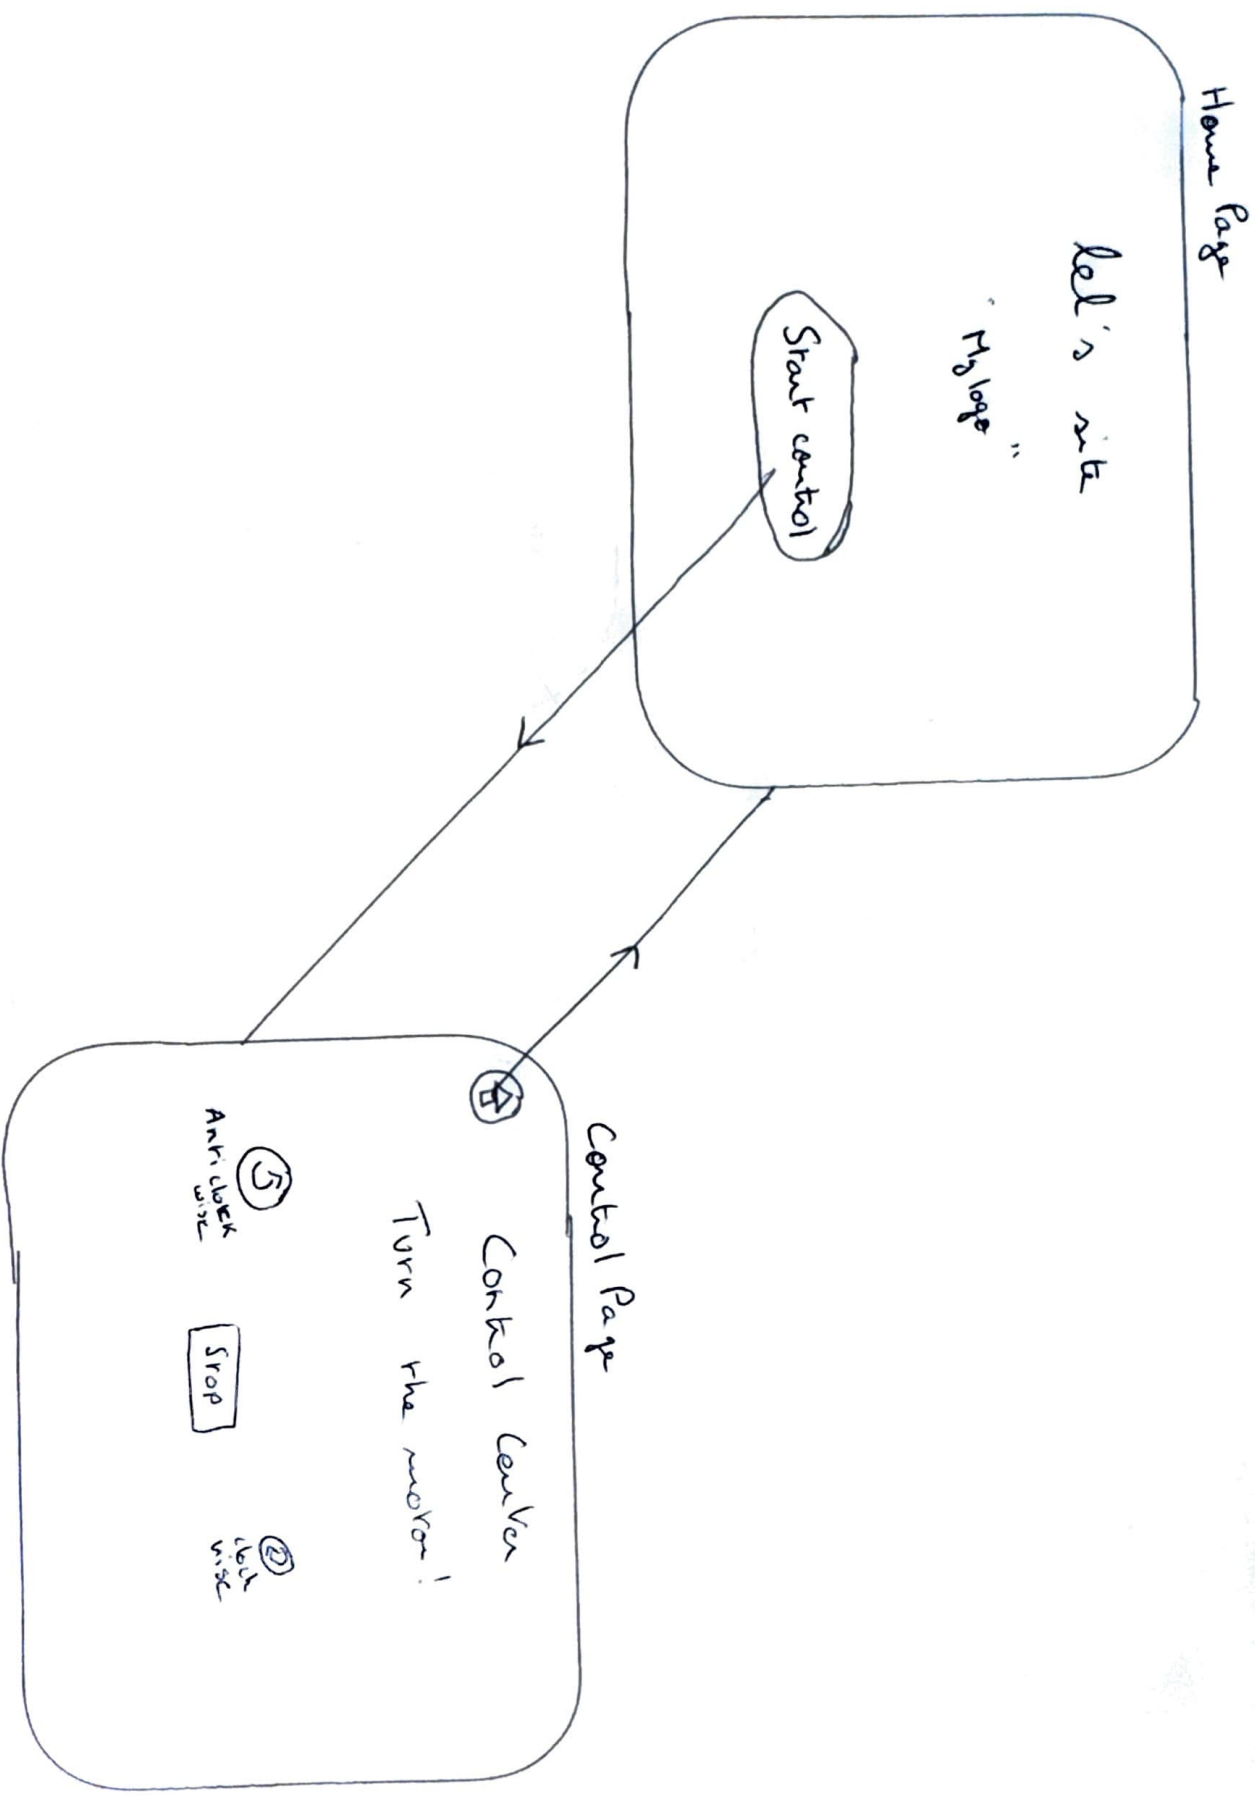 Home Page
lel's site
"My logo"
Start control
Control Page
Control Center
Turn the motor!
Anti clock
wise
Stop
clock
wise